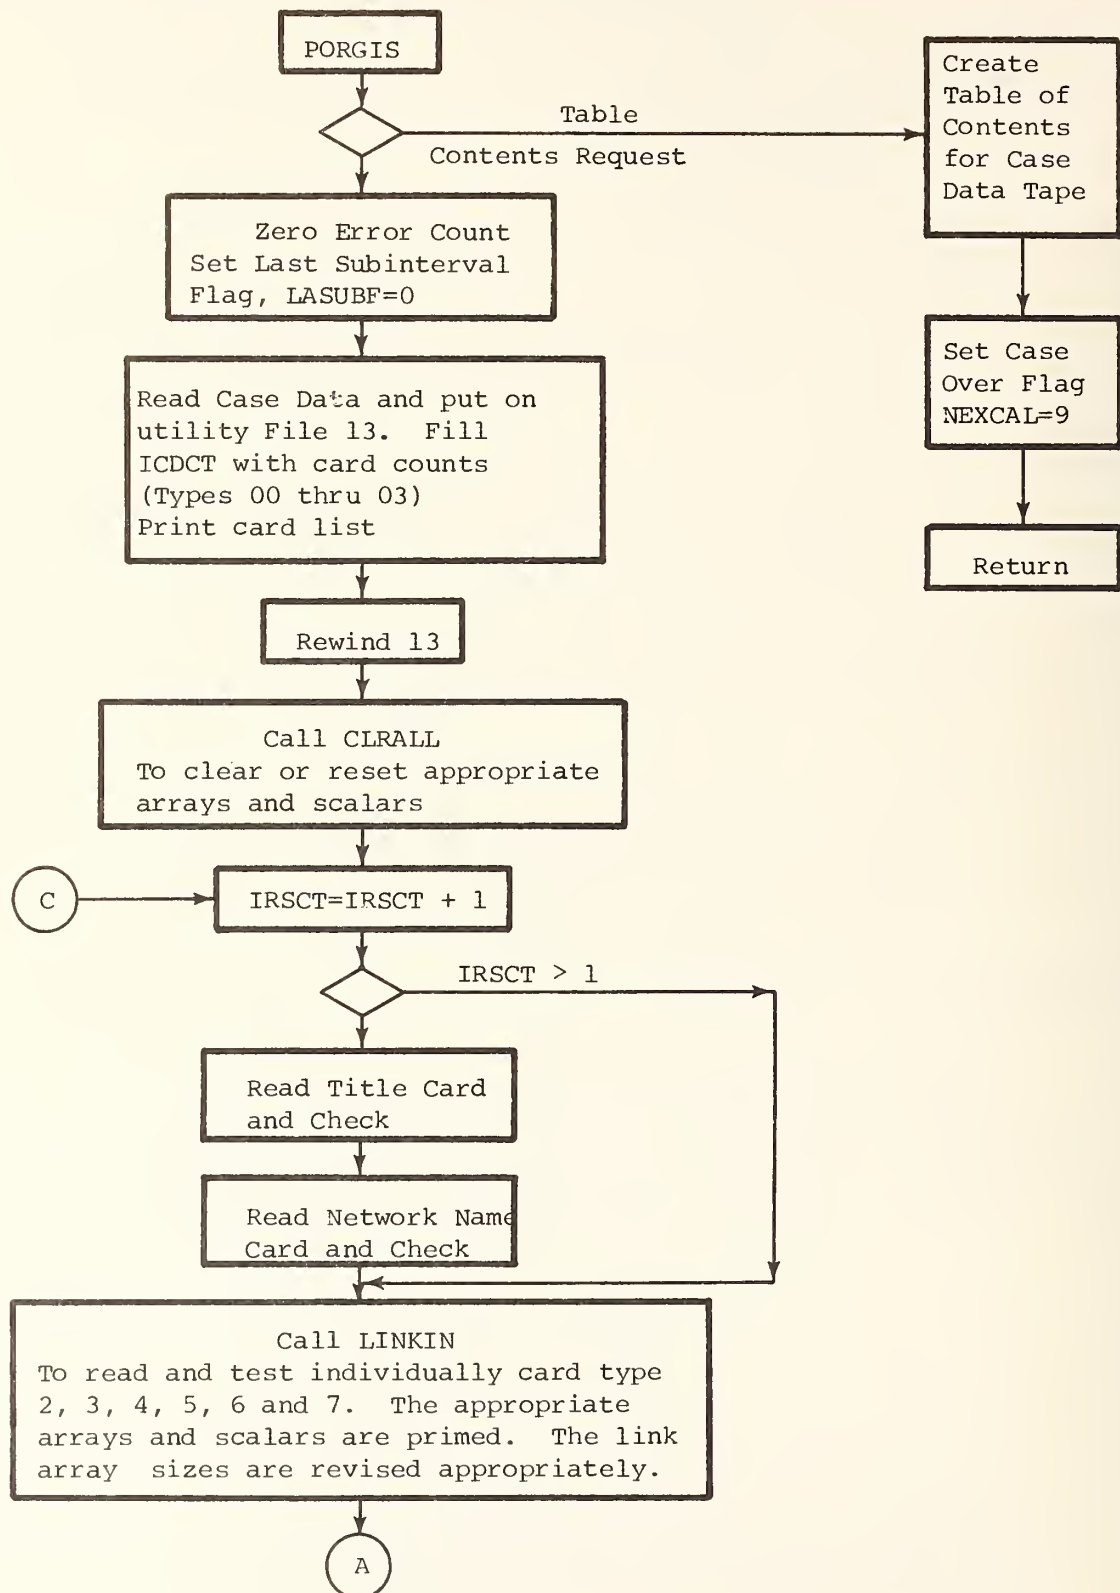 PORGIS
Table
Contents Request
Create
Table of
Contents
for Case
Data Tape
Zero Error Count
Set Last Subinterval
Flag, LASUBF=0
Set Case
Over Flag
NEXCAL=9
Return
Read Case Data and put on
utility File 13. Fill
ICDCT with card counts
(Types 00 thru 03)
Print card list
Rewind 13
Call CLRALL
To clear or reset appropriate
arrays and scalars
C
IRSCT=IRSCT + 1
IRSCT > 1
Read Title Card
and Check
Read Network Name
Card and Check
Call LINKIN
To read and test individually card type
2, 3, 4, 5, 6 and 7. The appropriate
arrays and scalars are primed. The link
array sizes are revised appropriately.
A